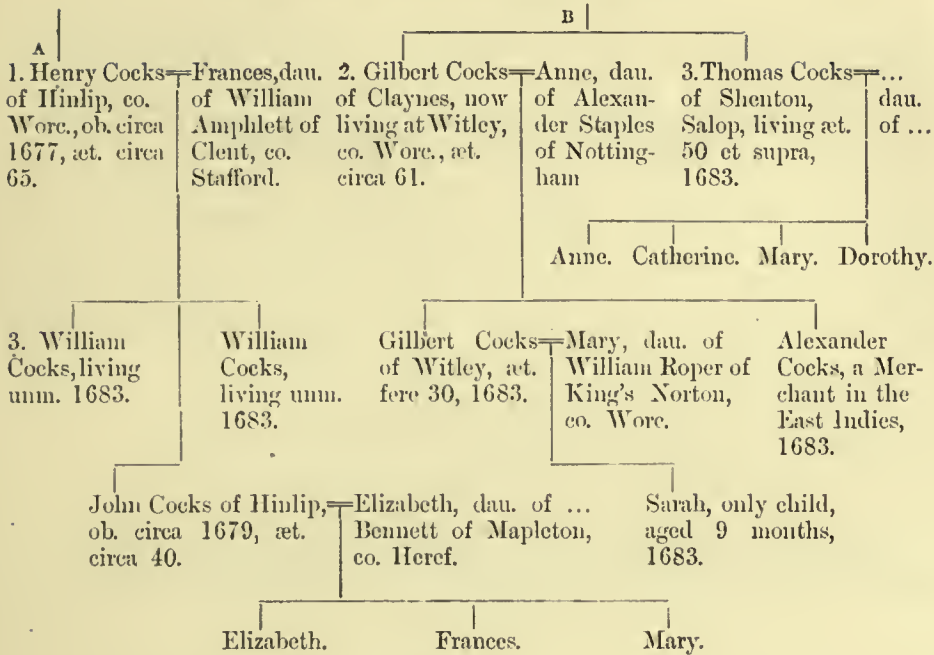 A
B
1. Henry Cocks
of Hinlip, co.
Worc., ob. circa
1677, æt. circa
65.
Frances, dau.
of William
Amphlett of
Clent, co.
Stafford.
2. Gilbert Cocks
of Claynes, now
living at Witley,
co. Worc., æt.
circa 61.
Anne, dau.
of Alexan-
der Staples
of Notting-
ham
3. Thomas Cocks
of Shenton,
Salop, living æt.
50 et supra,
1683.
...
dau.
of ...
Anne. Catherine. Mary. Dorothy.
3. William
Cocks, living
unm. 1683.
William
Cocks,
living unm.
1683.
Gilbert Cocks
of Witley, æt.
fere 30, 1683.
Mary, dau. of
William Roper of
King's Norton,
co. Worc.
Alexander
Cocks, a Mer-
chant in the
East Indies,
1683.
John Cocks of Hinlip,
ob. circa 1679, æt.
circa 40.
Elizabeth, dau. of ...
Bennett of Mapleton,
co. Heref.
Sarah, only child,
aged 9 months,
1683.
Elizabeth. Frances. Mary.